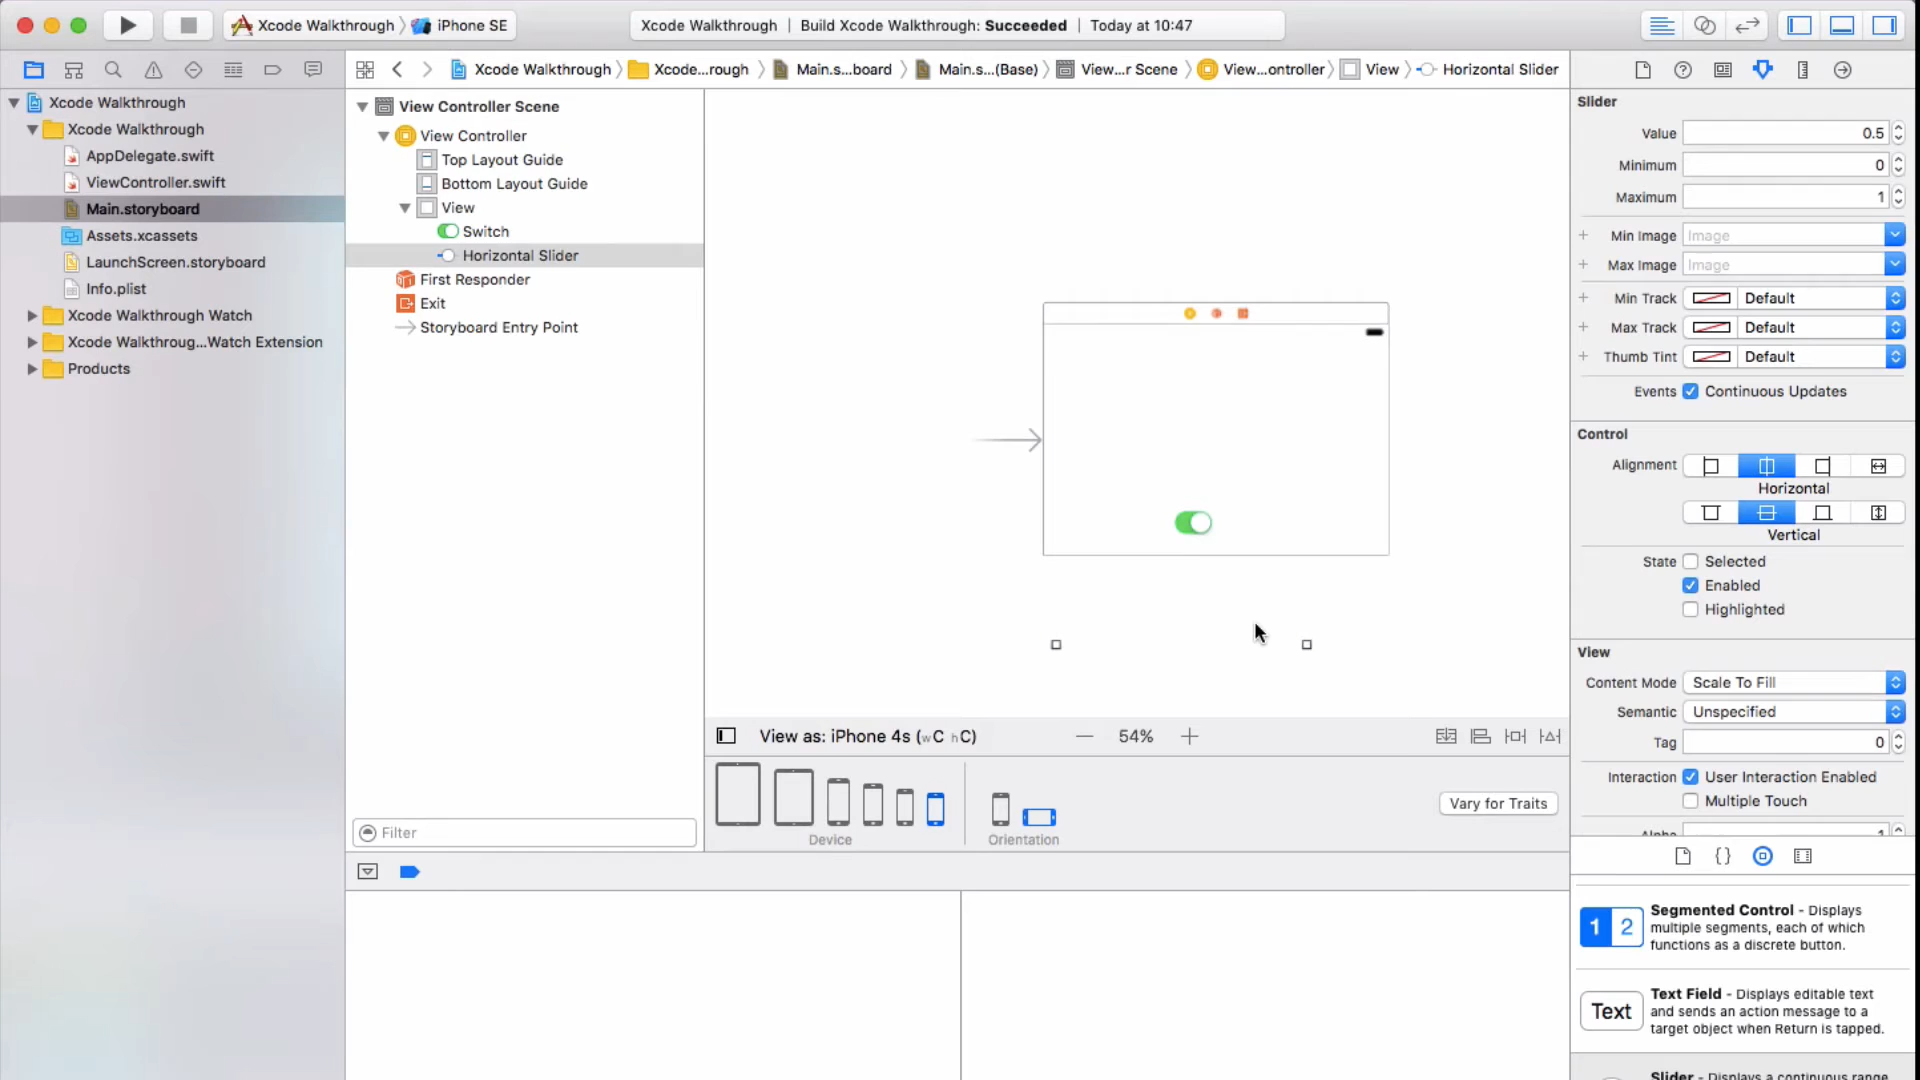 Xcode Walkthrough
iPhone SE
Xcode Walkthrough | Build Xcode Walkthrough: Succeeded | Today at 10:47
Xcode Walkthrough
Xcode...rough
Main.s...board
Main.s...(Base)
View...r Scene
View...ontroller
View
Horizontal Slider
Xcode Walkthrough
Xcode Walkthrough
AppDelegate.swift
ViewController.swift
Main.storyboard
Assets.xcassets
LaunchScreen.storyboard
Info.plist
Xcode Walkthrough Watch
Xcode Walkthroug...Watch Extension
Products
View Controller Scene
View Controller
Top Layout Guide
Bottom Layout Guide
View
Switch
Horizontal Slider
First Responder
Exit
Storyboard Entry Point
Filter
View as: iPhone 4s (wC hC)
54%
Device
Orientation
Vary for Traits
Slider
Value 0.5
Minimum 0
Maximum 1
Min Image Image
Max Image Image
Min Track Default
Max Track Default
Thumb Tint Default
Events Continuous Updates
Control
Alignment
Horizontal
Vertical
State Selected
Enabled
Highlighted
View
Content Mode Scale To Fill
Semantic Unspecified
Tag 0
Interaction User Interaction Enabled
Multiple Touch
Alpha 1
1 2
Segmented Control - Displays
multiple segments, each of which
functions as a discrete button.
Text
Text Field - Displays editable text
and sends an action message to a
target object when Return is tapped.
Slider - Displays a continuous range